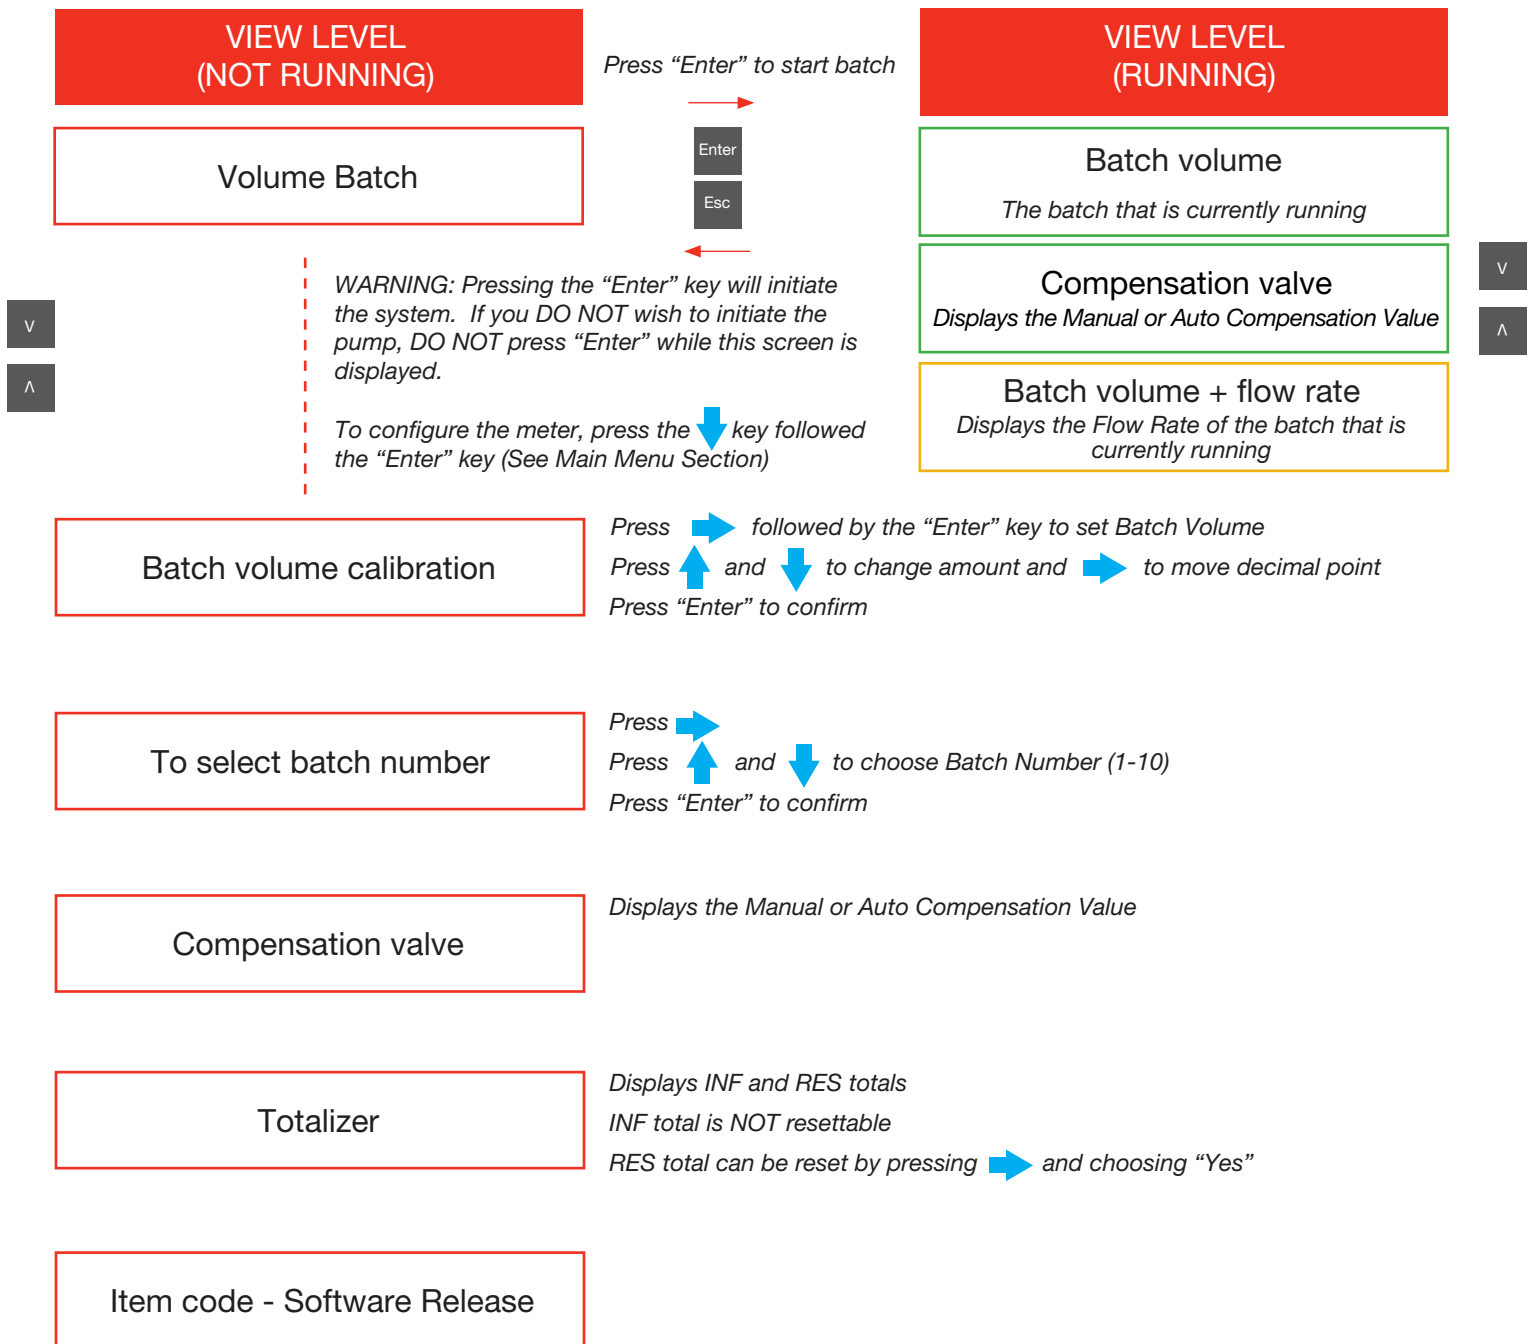 VIEW LEVEL
(NOT RUNNING)
Press “Enter” to start batch
VIEW LEVEL
(RUNNING)
Volume Batch
Enter
Esc
Batch volume
The batch that is currently running
Compensation valve
Displays the Manual or Auto Compensation Value
Batch volume + flow rate
Displays the Flow Rate of the batch that is
currently running
V
Λ
V
Λ
WARNING: Pressing the “Enter” key will initiate
the system. If you DO NOT wish to initiate the
pump, DO NOT press “Enter” while this screen is
displayed.
To configure the meter, press the key followed
the “Enter” key (See Main Menu Section)
Batch volume calibration
Press followed by the “Enter” key to set Batch Volume
Press and to change amount and to move decimal point
Press “Enter” to confirm
To select batch number
Press
Press and to choose Batch Number (1-10)
Press “Enter” to confirm
Compensation valve
Displays the Manual or Auto Compensation Value
Totalizer
Displays INF and RES totals
INF total is NOT resettable
RES total can be reset by pressing and choosing “Yes”
Item code - Software Release